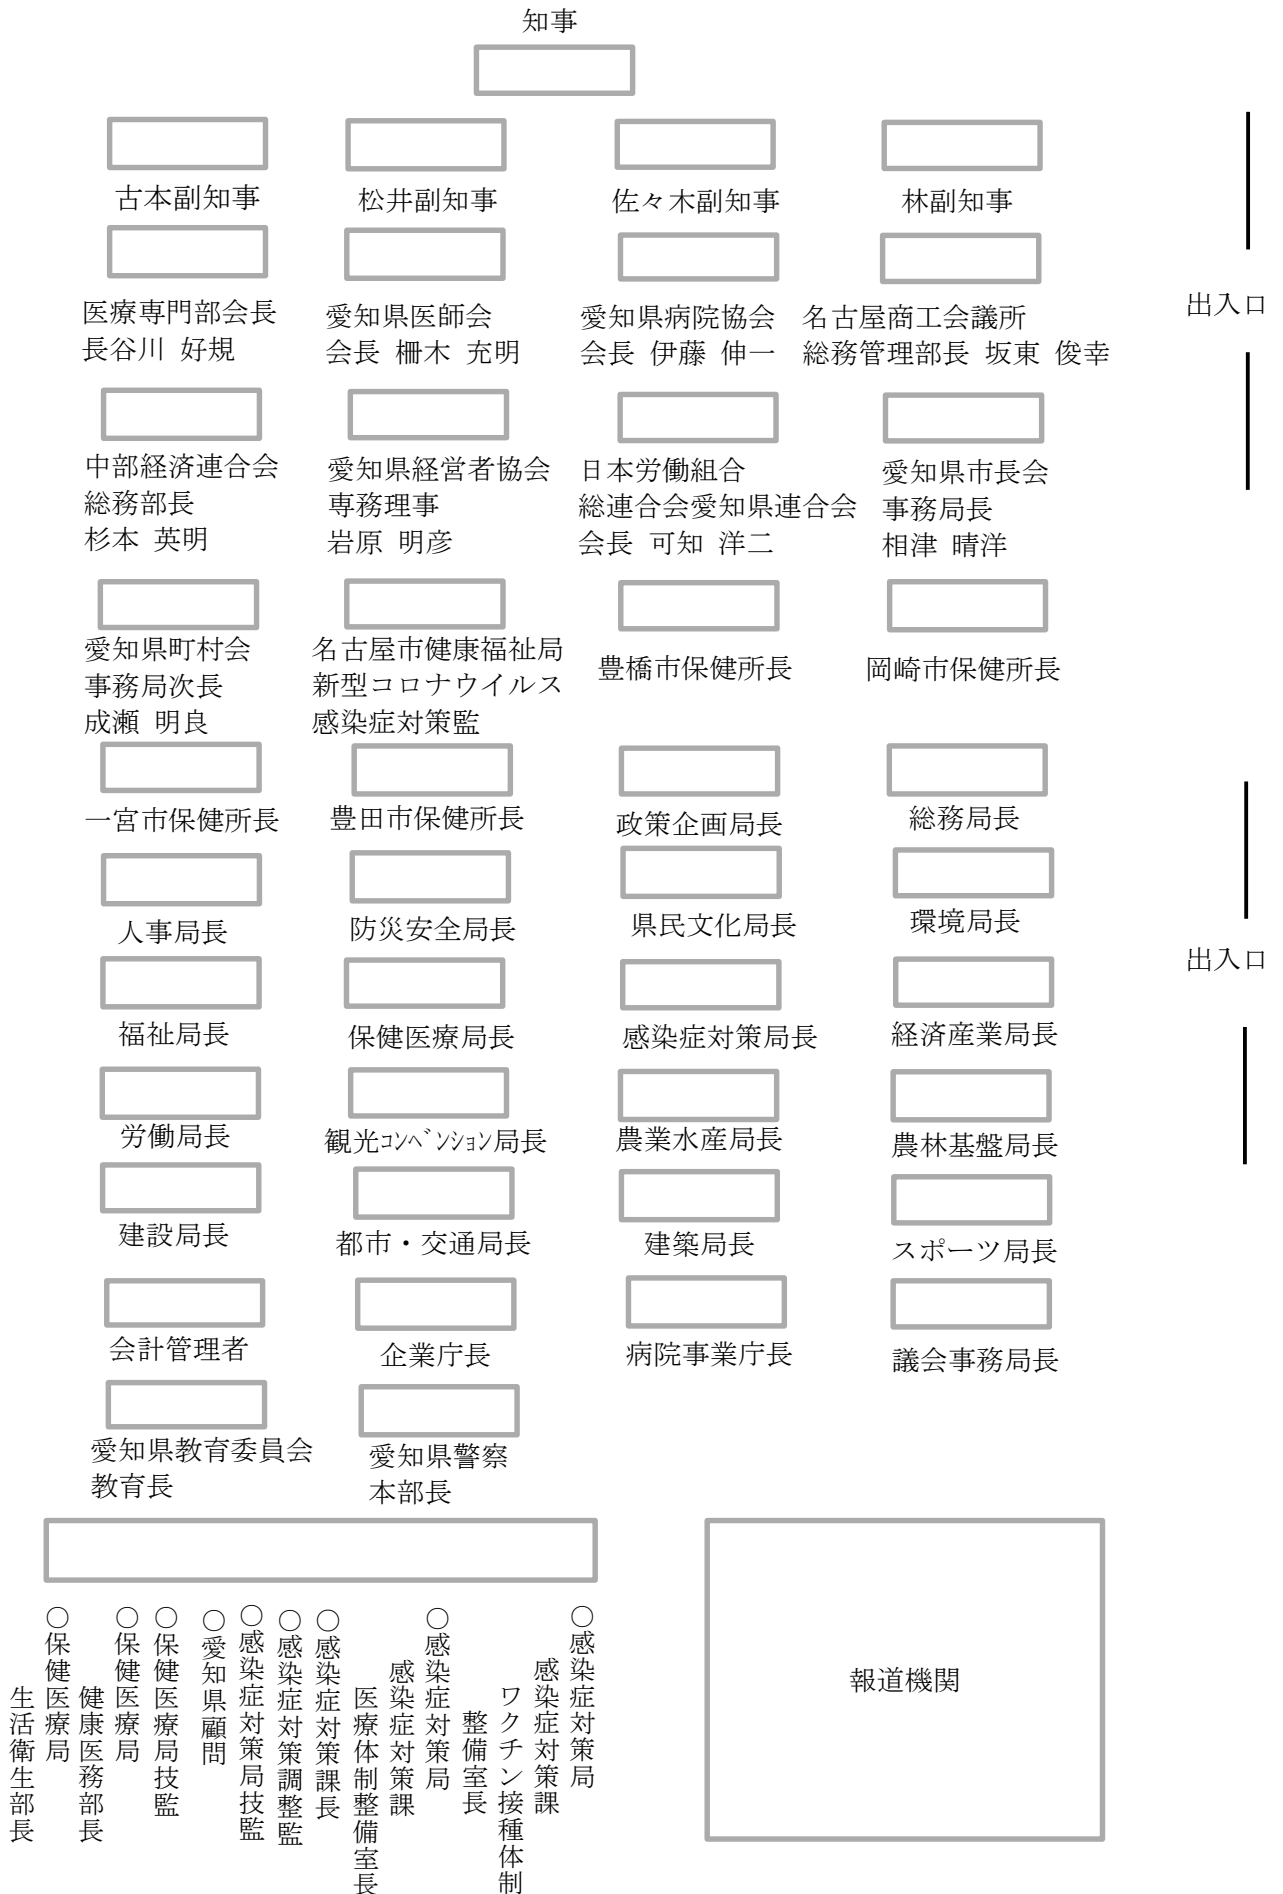 知事
古本副知事
松井副知事
佐々木副知事
林副知事
医療専門部会長
長谷川 好規
愛知県医師会
会長 柵木 充明
愛知県病院協会
会長 伊藤 伸一
名古屋商工会議所
総務管理部長 坂東 俊幸
出入口
中部経済連合会
総務部長
杉本 英明
愛知県経営者協会
専務理事
岩原 明彦
日本労働組合
総連合会愛知県連合会
会長 可知 洋二
愛知県市長会
事務局長
相津 晴洋
愛知県町村会
事務局次長
成瀬 明良
名古屋市健康福祉局
新型コロナウイルス
感染症対策監
豊橋市保健所長
岡崎市保健所長
一宮市保健所長
豊田市保健所長
政策企画局長
総務局長
人事局長
防災安全局長
県民文化局長
環境局長
出入口
福祉局長
保健医療局長
感染症対策局長
経済産業局長
労働局長
観光ｺﾝﾍﾞﾝｼｮﾝ局長
農業水産局長
農林基盤局長
建設局長
都市・交通局長
建築局長
スポーツ局長
会計管理者
企業庁長
病院事業庁長
議会事務局長
愛知県教育委員会
教育長
愛知県警察
本部長
○感染症対策局
感染症対策課
ワクチン接種体制
整備室長
○感染症対策局
感染症対策課
医療体制整備室長
○感染症対策課長
○感染症対策調整監
○感染症対策局技監
○愛知県顧問
○保健医療局技監
○保健医療局
健康医務部長
○保健医療局
生活衛生部長
報道機関